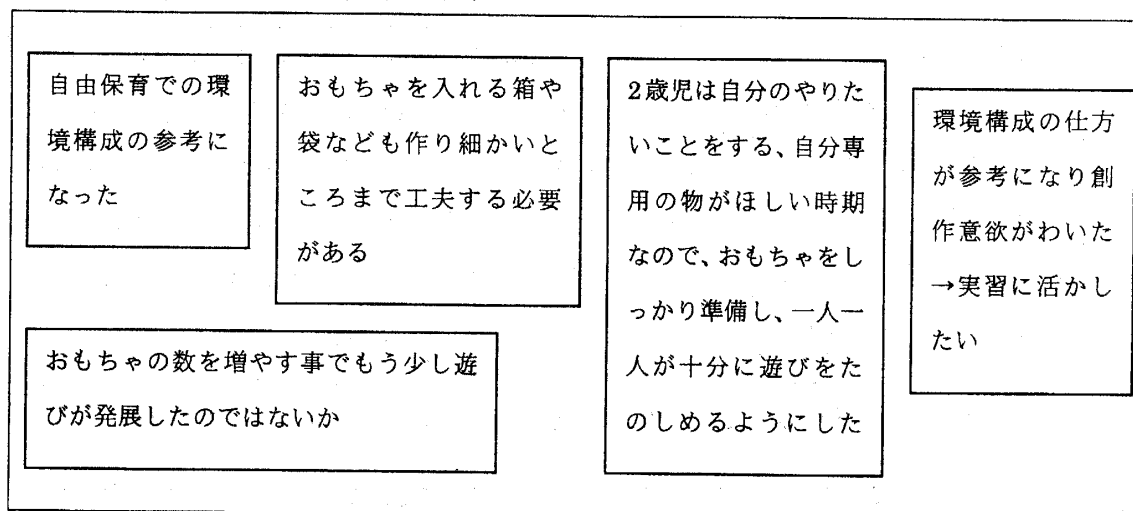 自由保育での環
境構成の参考に
なった
おもちゃを入れる箱や
袋なども作り細かいと
ころまで工夫する必要
がある
2歳児は自分のやりた
いことをする、自分専
用の物がほしい時期
なので、おもちゃをし
っかり準備し、一人一
人が十分に遊びをた
のしめるようにした
環境構成の仕方
が参考になり創
作意欲がわいた
→実習に活かし
たい
おもちゃの数を増やす事でもう少し遊
びが発展したのではないか